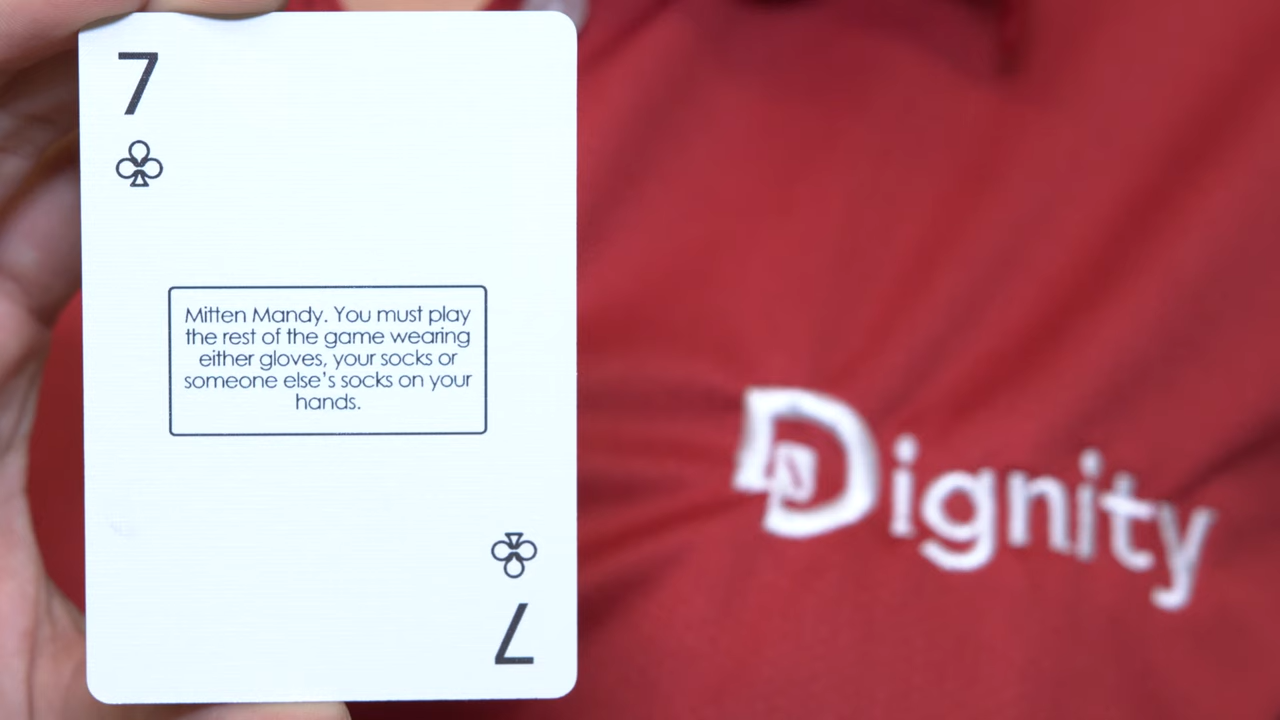 7
Mitten Mandy. You must play
the rest of the game wearing
either gloves, your socks or
someone else's socks on your
hands.
7
Dignity